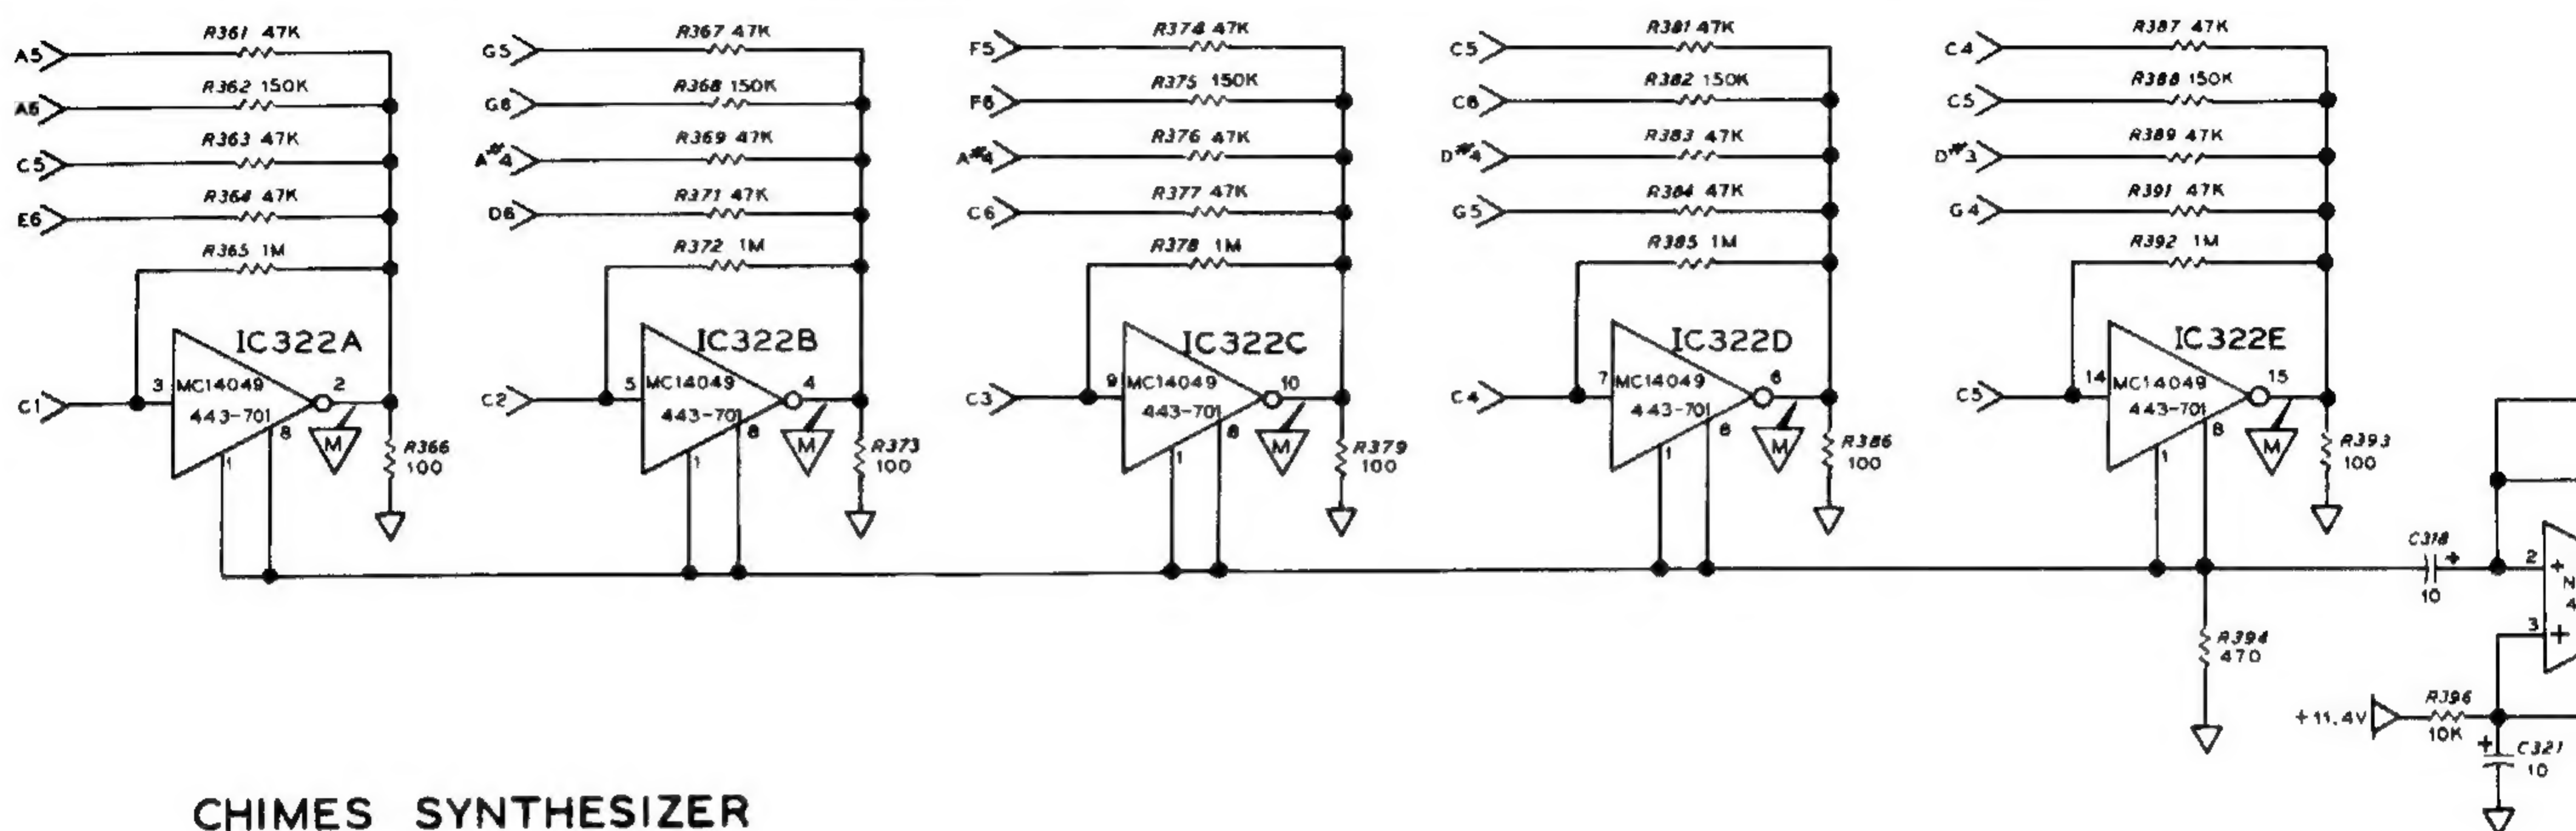 A5 R361 47K
A6 R362 150K
C5 R363 47K
E6 R364 47K
R365 1M
IC322A
C1 3 MC14049 2
443-701
1 8 M
R366
100
G5 R367 47K
G6 R368 150K
A#4 R369 47K
D6 R371 47K
R372 1M
IC322B
C2 5 MC14049 4
443-701
1 8 M
R373
100
F5 R374 47K
F6 R375 150K
A#4 R376 47K
C6 R377 47K
R378 1M
IC322C
C3 9 MC14049 10
443-701
1 8 M
R379
100
C5 R381 47K
C6 R382 150K
D#4 R383 47K
G5 R384 47K
R385 1M
IC322D
C4 7 MC14049 6
443-701
1 8 M
R386
100
C4 R387 47K
C5 R388 150K
D#3 R389 47K
G4 R391 47K
R392 1M
IC322E
C5 14 MC14049 15
443-701
1 8 M
R393
100
C318
+ 2 +
10
N
4
3 +
R394
470
R396
+11.4V
10K
+ C321
10
CHIMES SYNTHESIZER